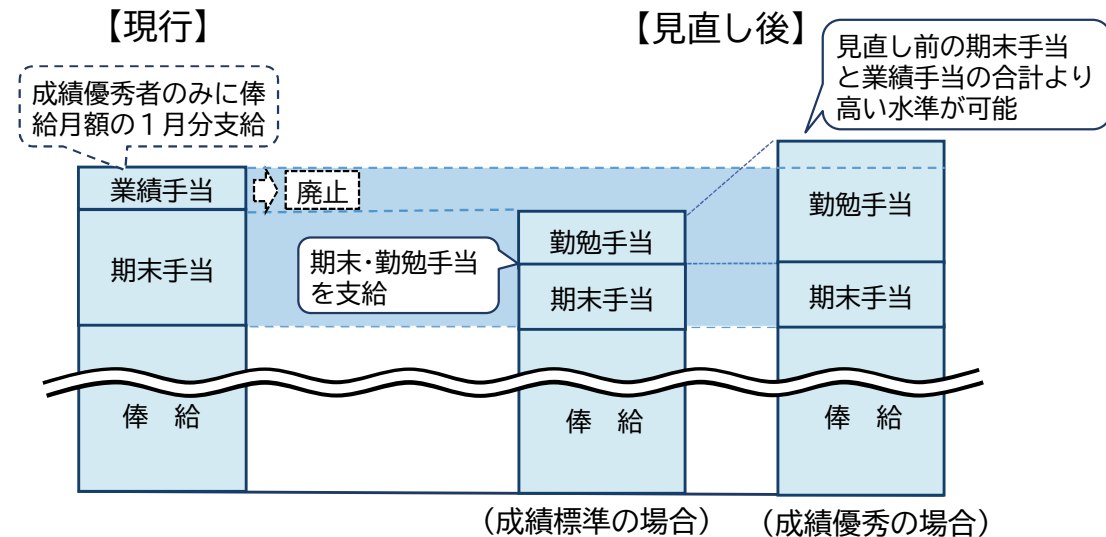 【現行】
【見直し後】
成績優秀者のみに俸
給月額の１月分支給
見直し前の期末手当
と業績手当の合計より
高い水準が可能
業績手当
廃止
期末手当
俸　給
期末・勤勉手当
を支給
勤勉手当
期末手当
俸　給
勤勉手当
期末手当
俸　給
（成績標準の場合）
（成績優秀の場合）